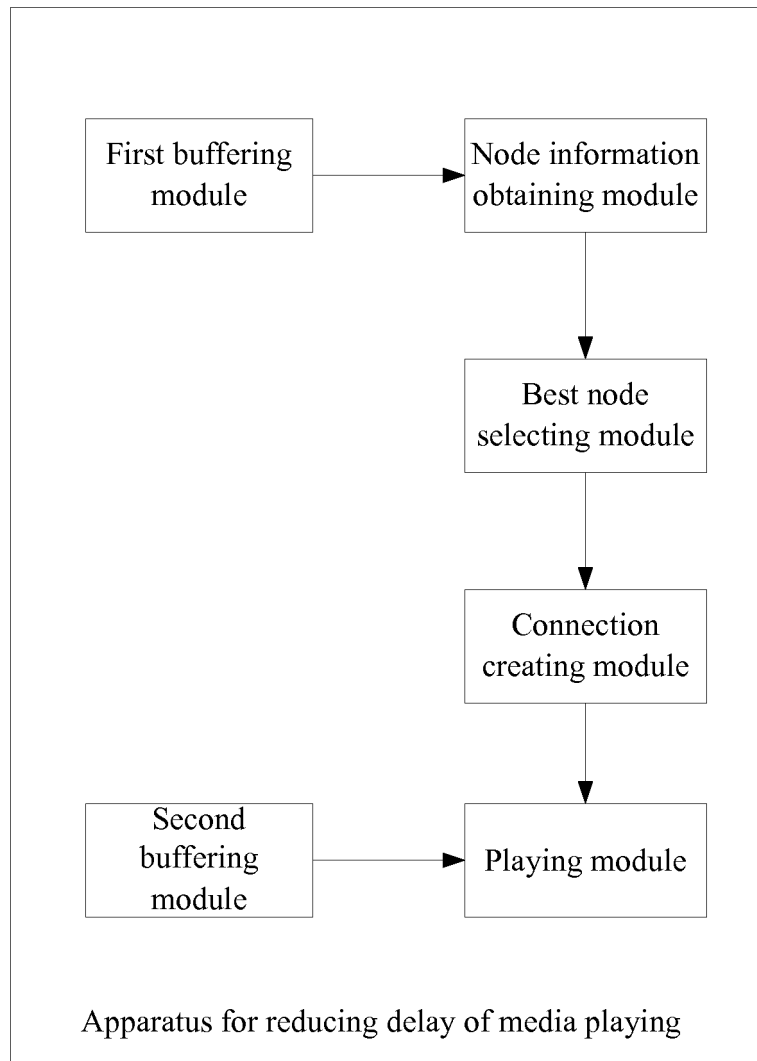 First buffering
module
Node information
obtaining module
Best node
selecting module
Connection
creating module
Second
buffering
module
Playing module
Apparatus for reducing delay of media playing